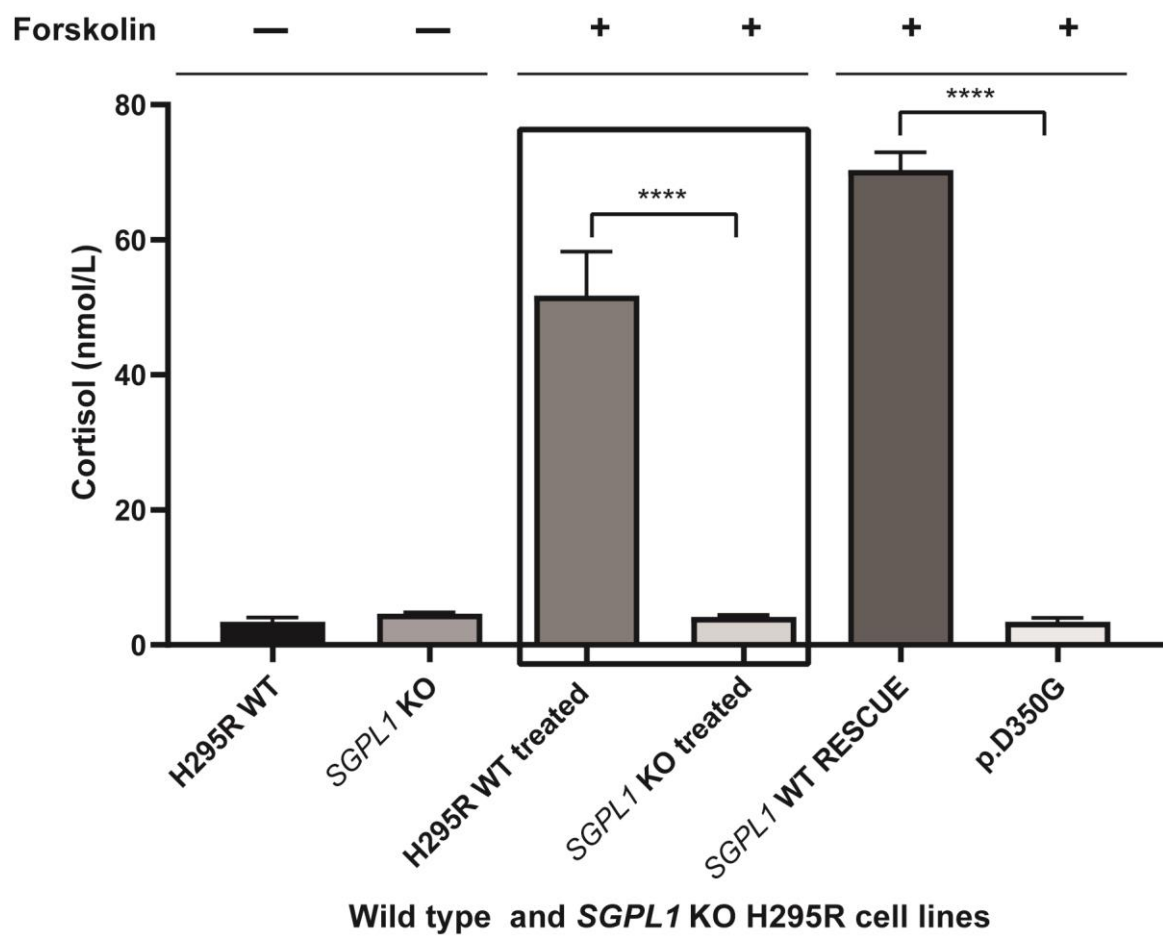 Forskolin — — + + + +
****
****
80
60
40
20
0
Cortisol (nmol/L)
H295R WT
SGPL1 KO
H295R WT treated
SGPL1 KO treated
SGPL1 WT RESCUE
p.D350G
Wild type and SGPL1 KO H295R cell lines